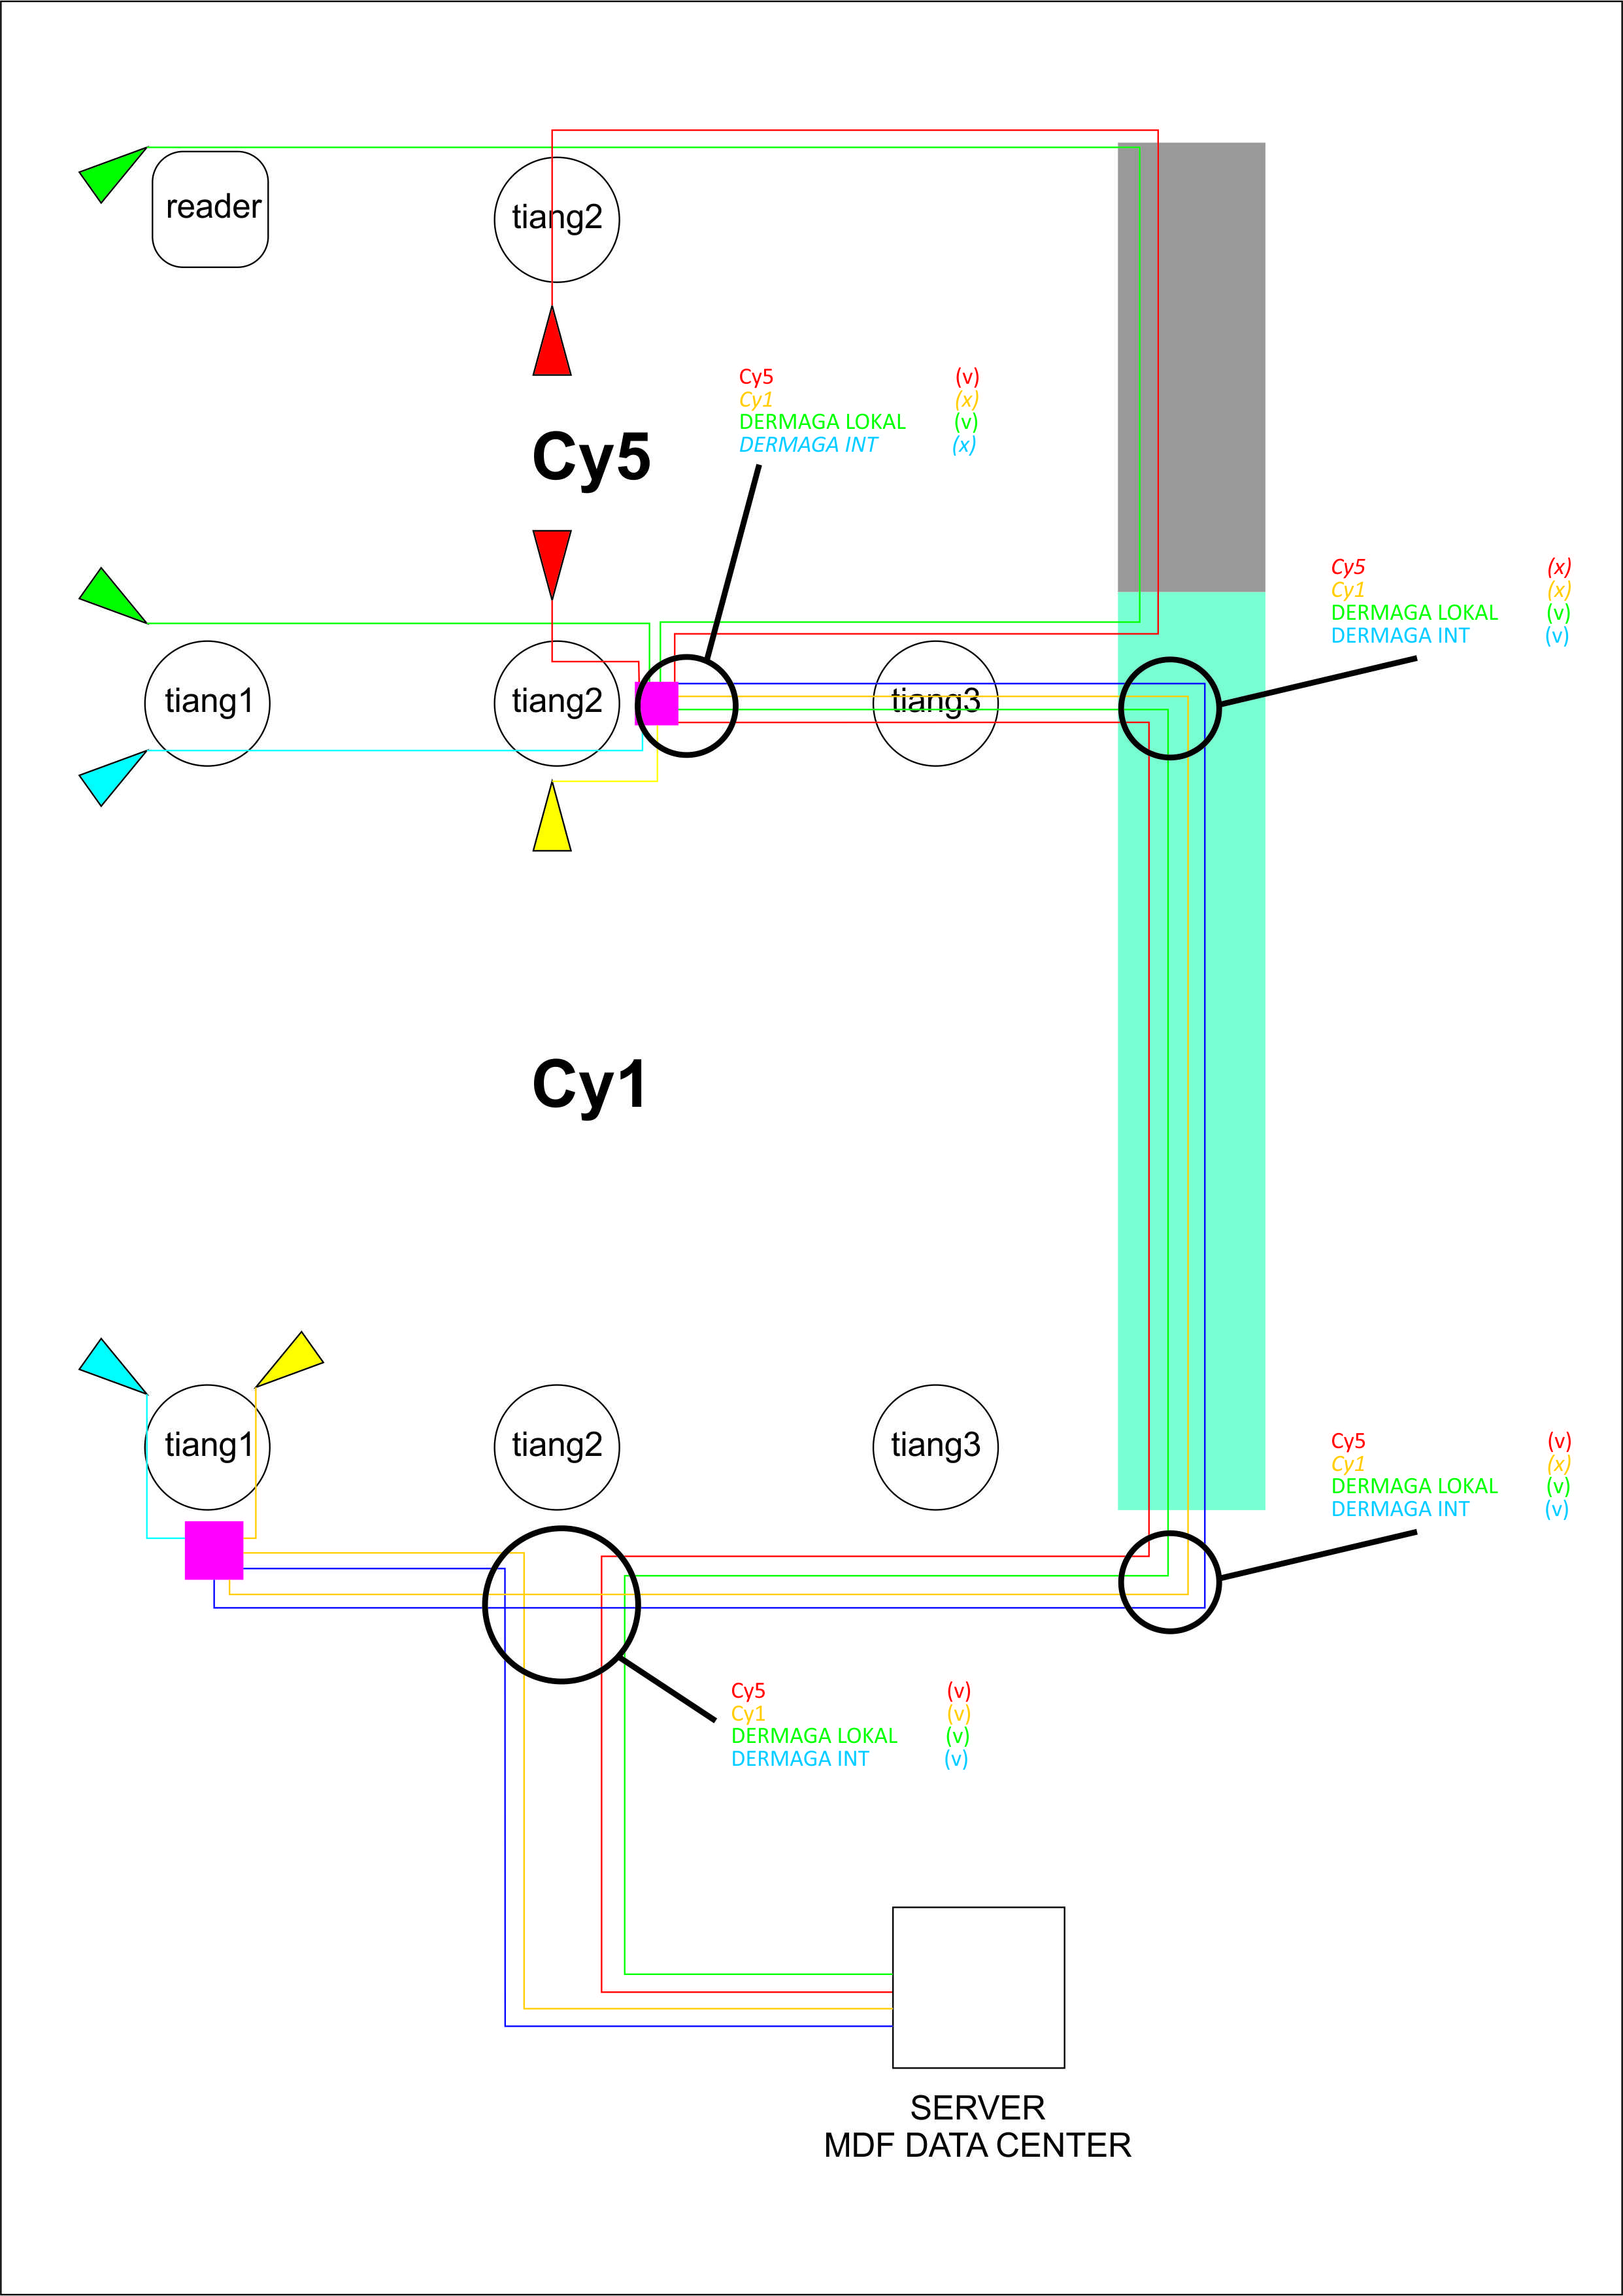 reader
tiang2
Cy5 (v)
Cy1 (x)
DERMAGA LOKAL (v)
DERMAGA INT (x)
Cy5
Cy5 (x)
Cy1 (x)
DERMAGA LOKAL (v)
DERMAGA INT (v)
tiang1
tiang2
tiang3
Cy1
tiang1
tiang2
tiang3
Cy5 (v)
Cy1 (x)
DERMAGA LOKAL (v)
DERMAGA INT (v)
Cy5 (v)
Cy1 (v)
DERMAGA LOKAL (v)
DERMAGA INT (v)
SERVER
MDF DATA CENTER